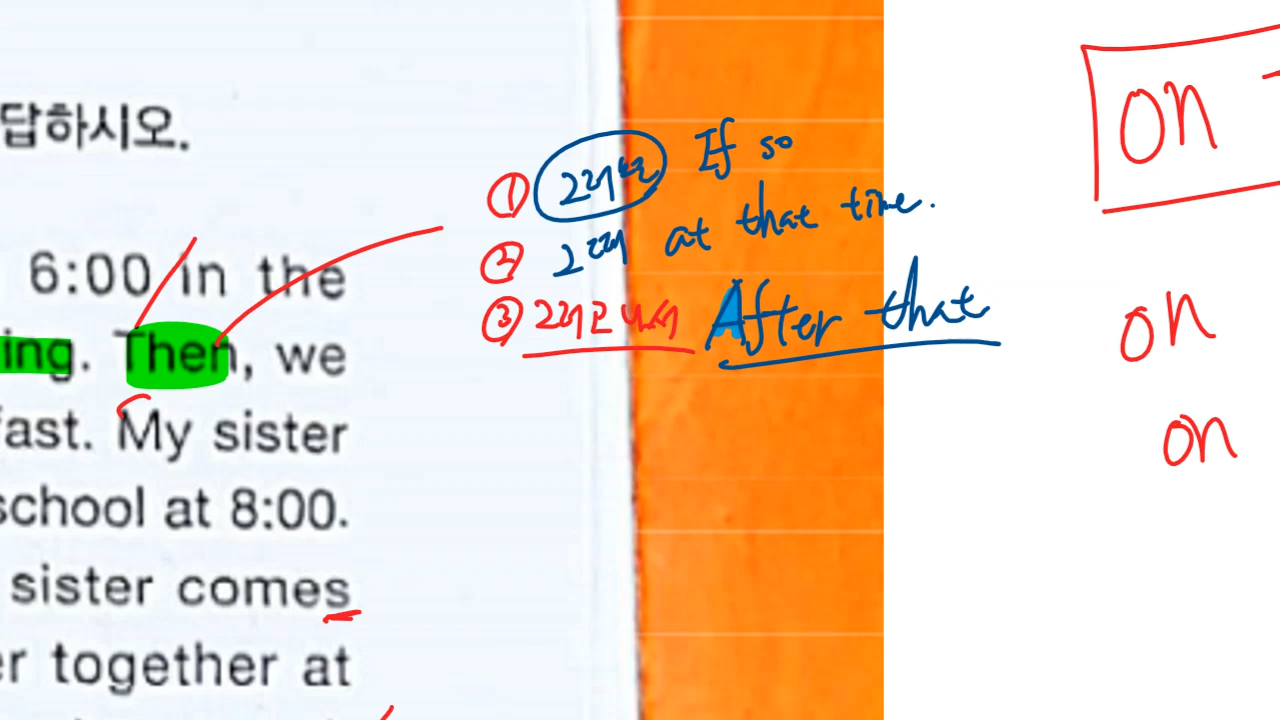 답하시오.
6:00 in the
ing. Then, we
fast. My sister
school at 8:00.
sister comes
er together at
① 그러면 If so
② 그때 at that time.
③ 그러고 나서 After that
on
on
on